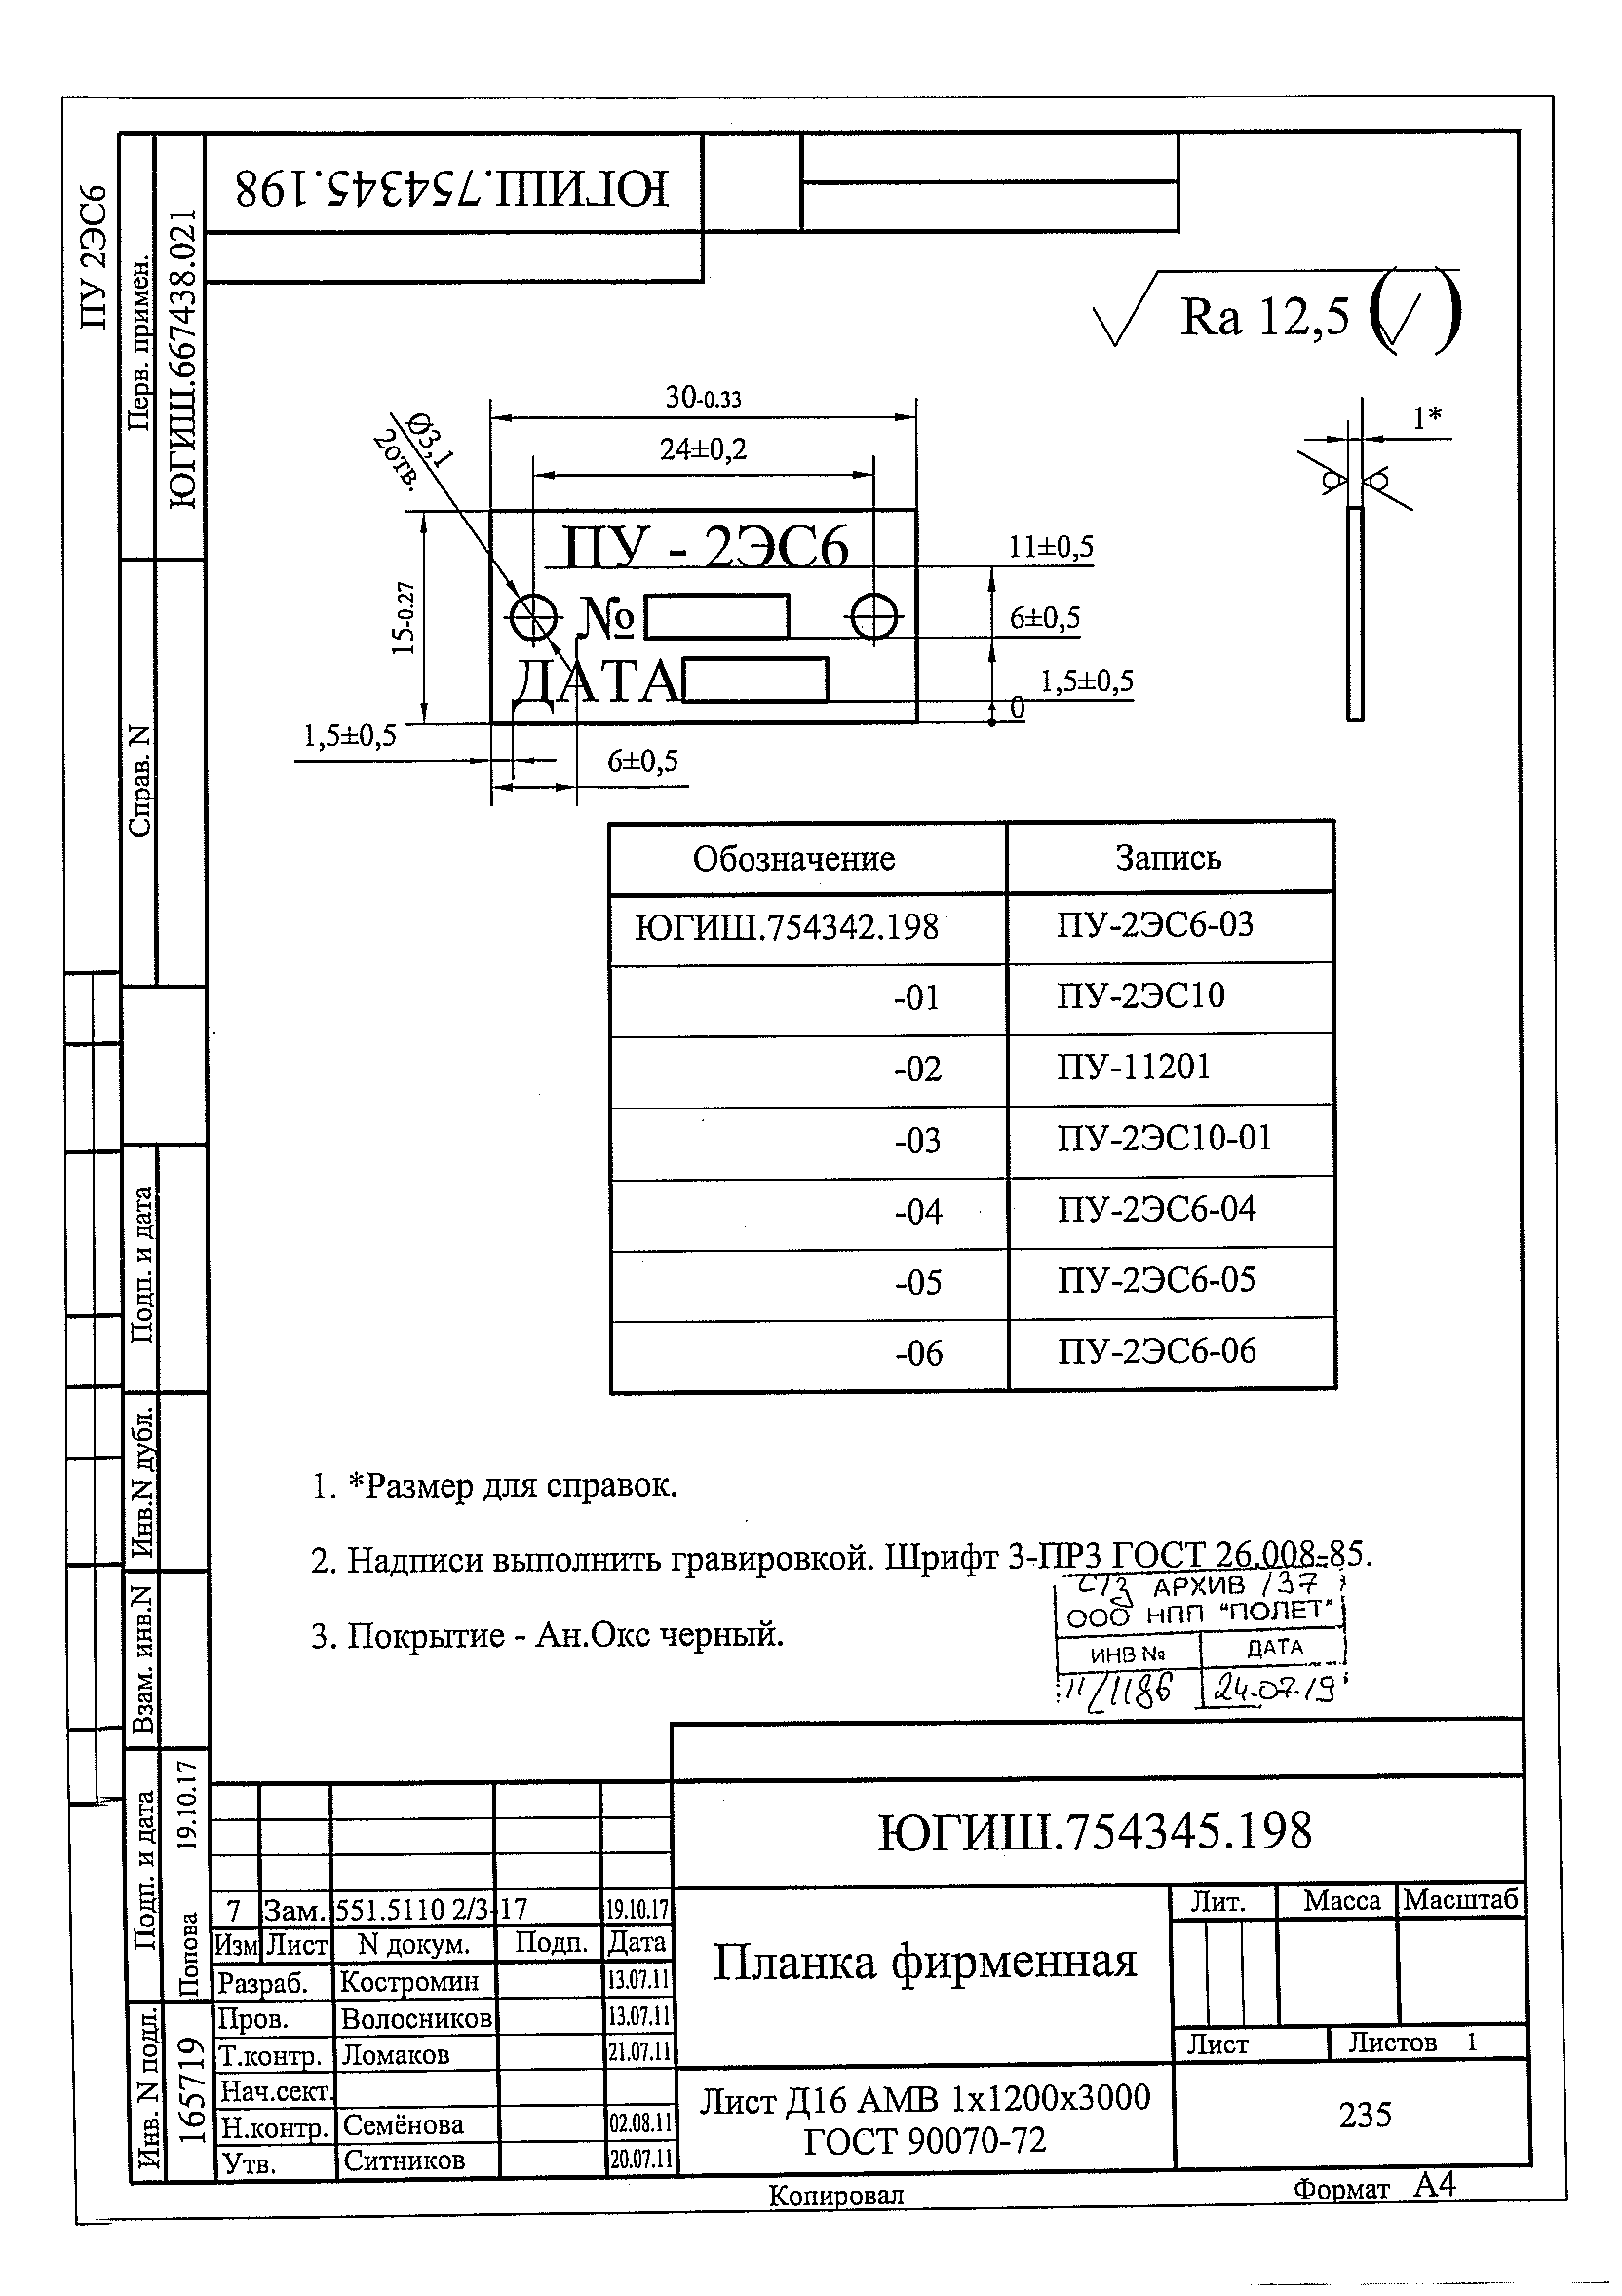 ПУ 2ЭС6
Перв. примен.
ЮГИШ.667438.021
ЮГИШ.754345.198
Ra 12,5 ( )
30-0.33
24±0,2
Ø3,1
2отв.
1*
15-0.27
ПУ - 2ЭС6
№
ДАТА
11±0,5
6±0,5
1,5±0,5
0
1,5±0,5
6±0,5
Справ. N
Обозначение Запись
ЮГИШ.754342.198 ПУ-2ЭС6-03
-01 ПУ-2ЭС10
-02 ПУ-11201
-03 ПУ-2ЭС10-01
-04 ПУ-2ЭС6-04
-05 ПУ-2ЭС6-05
-06 ПУ-2ЭС6-06
1. *Размер для справок.
2. Надписи выполнить гравировкой. Шрифт 3-ПР3 ГОСТ 26.008-85.
3. Покрытие - Ан.Окс черный.
АРХИВ 137
ООО НПП "ПОЛЕТ"
ИНВ № ДАТА
11/1186 24.07.19
Подп. и дата
Инв.N дубл.
Взам. инв.N
Подп. и дата
Попова 19.10.17
Инв. N подл.
165719
ЮГИШ.754345.198
7 Зам. 551.5110 2/3-17 19.10.17
Изм Лист N докум. Подп. Дата
Разраб. Костромин 13.07.11
Пров. Волосников 13.07.11
Т.контр. Ломаков 21.07.11
Нач.сект.
Н.контр. Семёнова 02.08.11
Утв. Ситников 20.07.11
Планка фирменная
Лит. Масса Масштаб
Лист Листов 1
Лист Д16 АМВ 1х1200х3000
ГОСТ 90070-72
235
Копировал
Формат А4